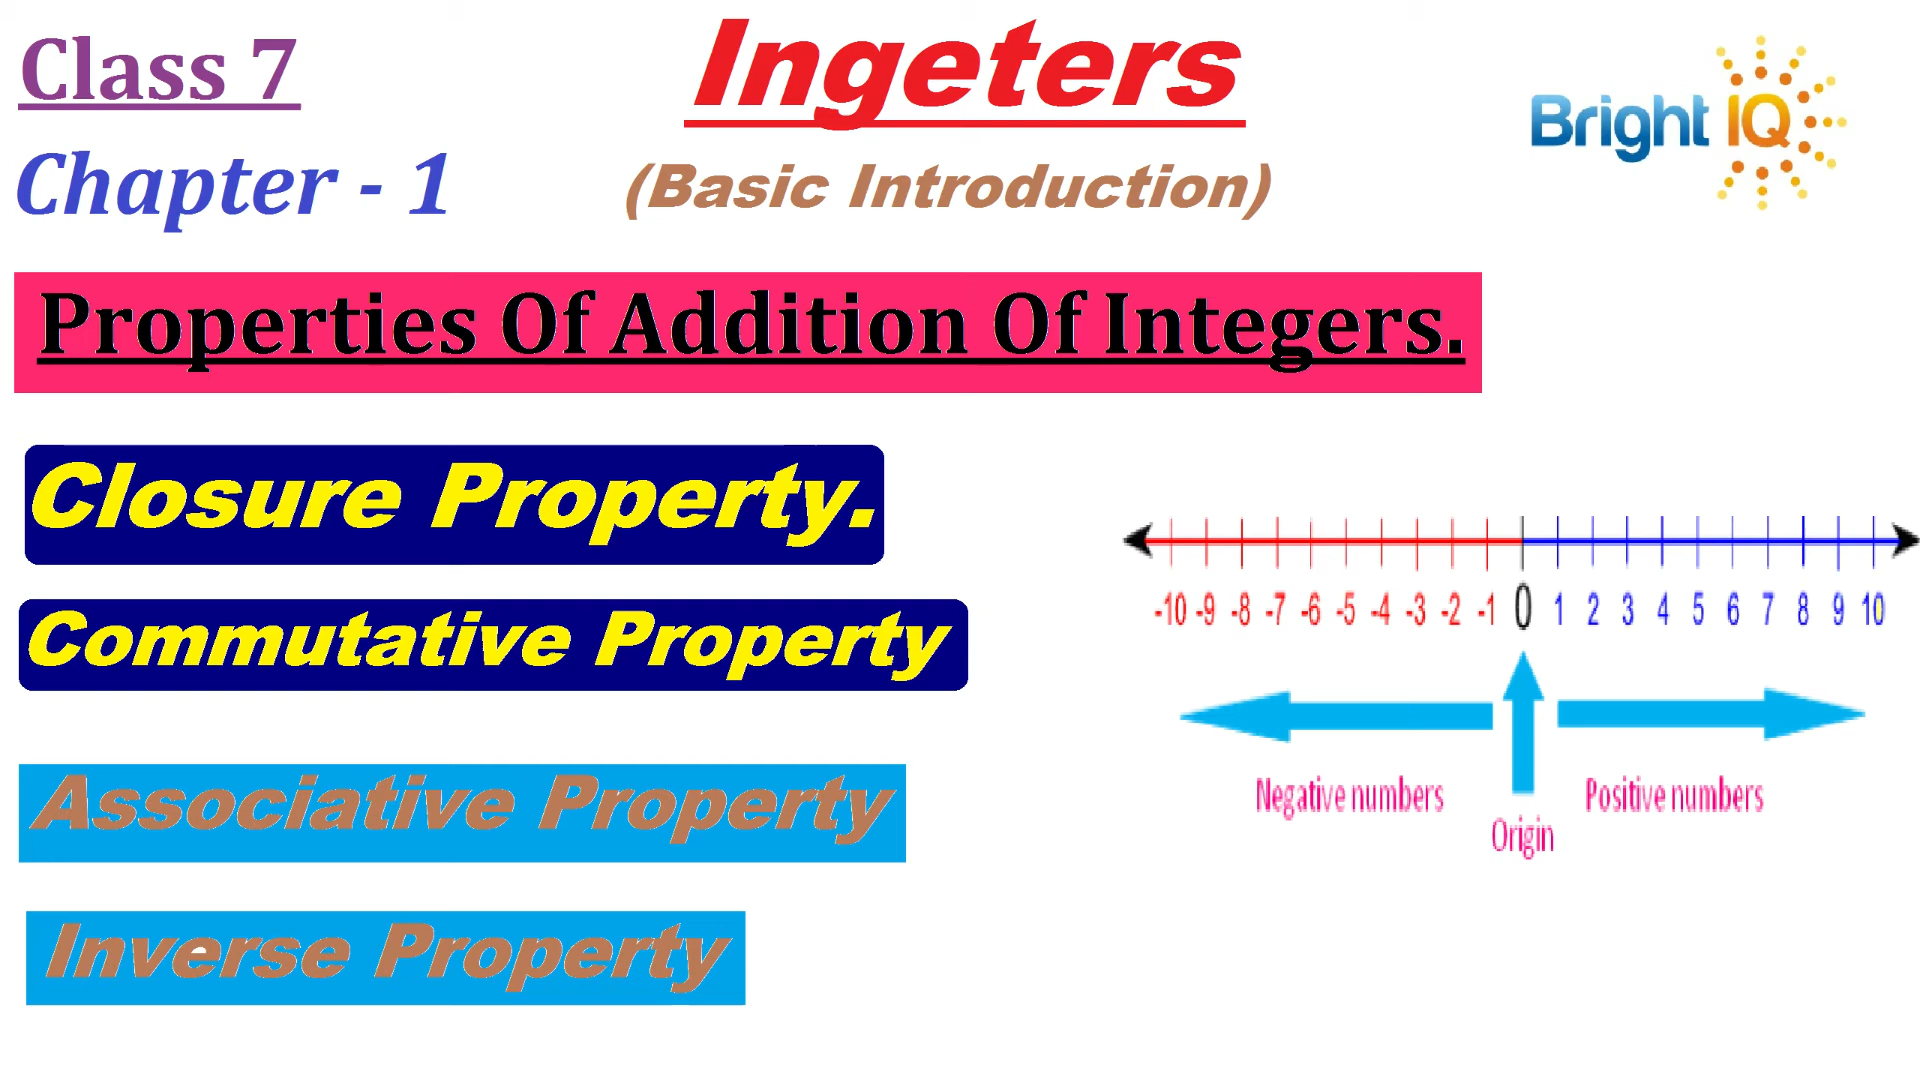 Class 7
Ingeters
Bright IQ
Chapter - 1
(Basic Introduction)
Properties Of Addition Of Integers.
Closure Property.
Commutative Property
Associative Property
Inverse Property
-10 -9 -8 -7 -6 -5 -4 -3 -2 -1 0 1 2 3 4 5 6 7 8 9 10
Negative numbers
Positive numbers
Origin